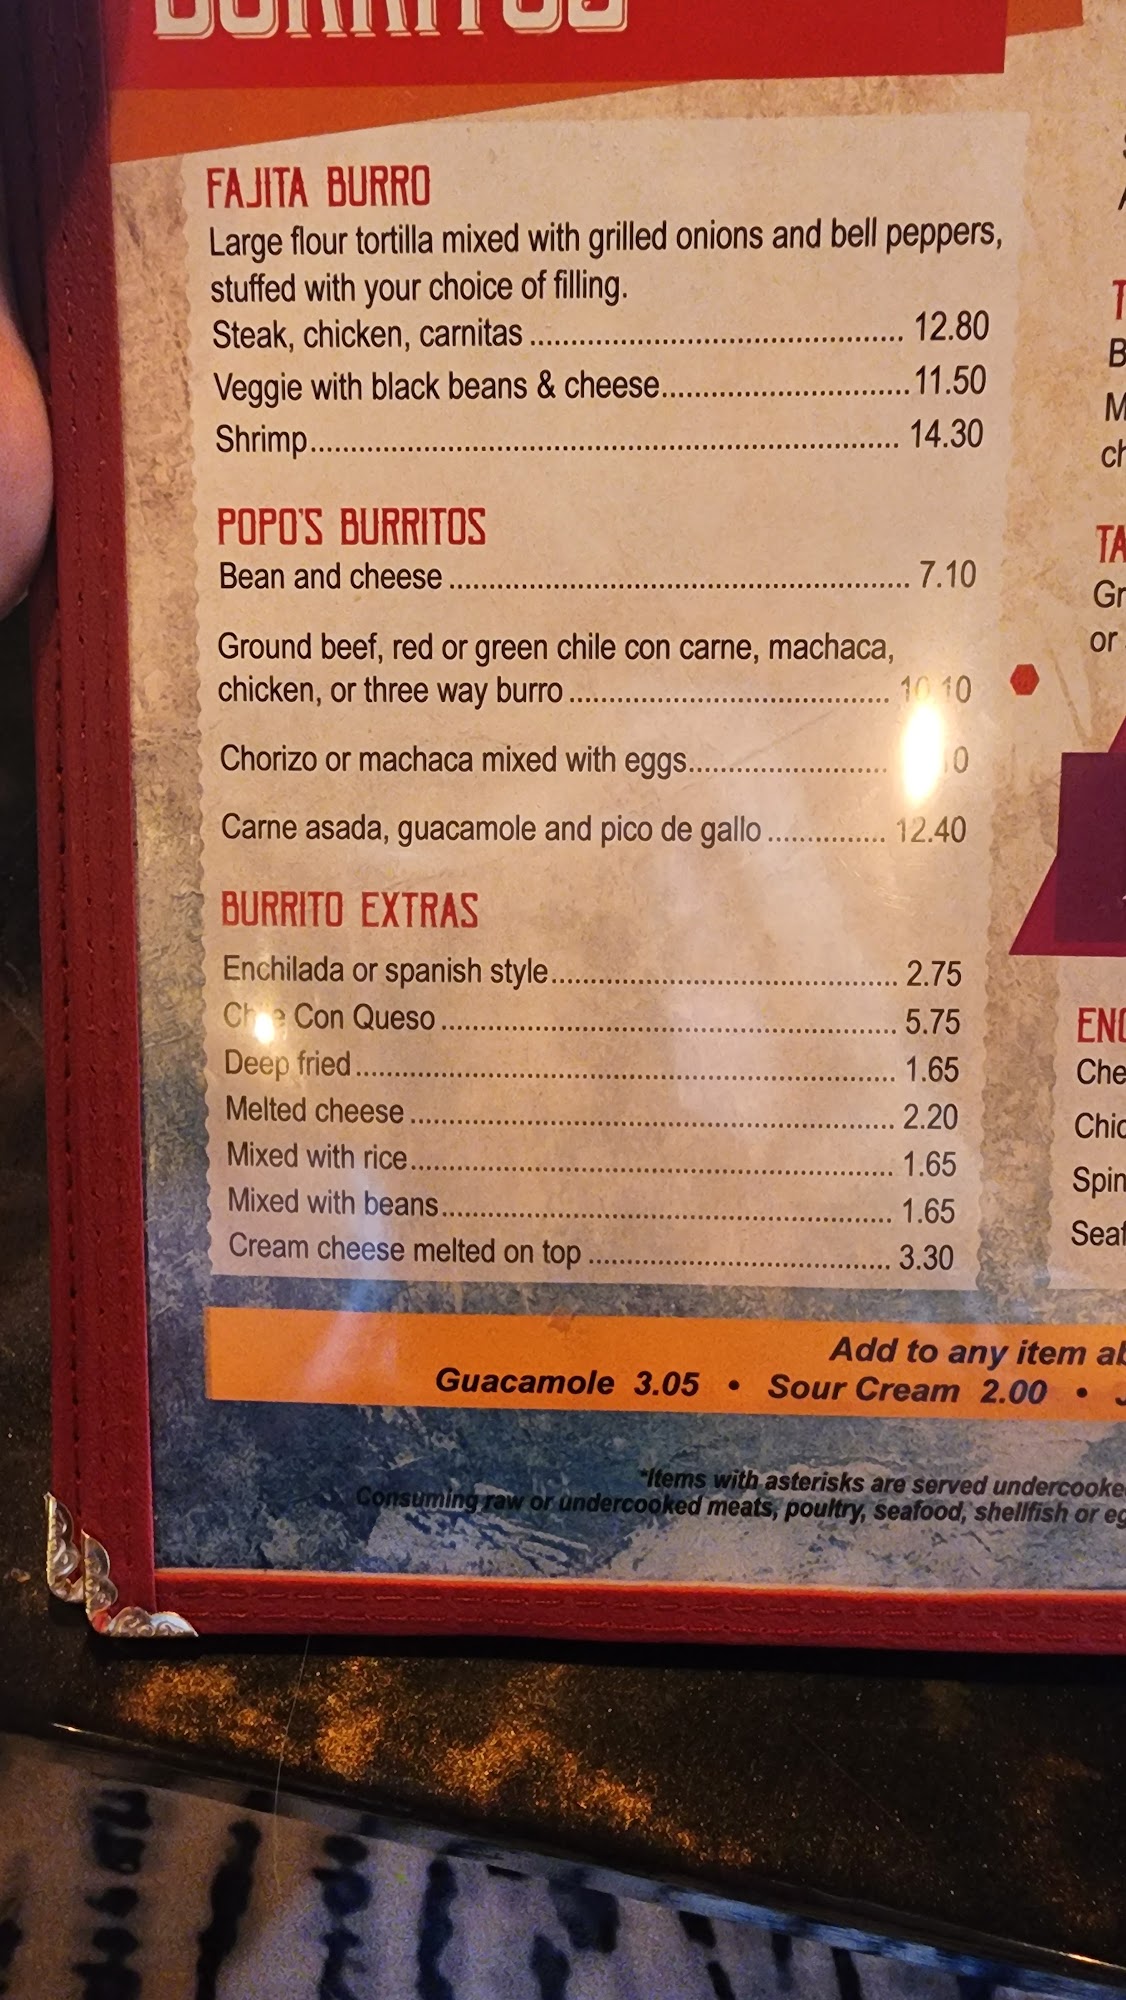 BURRITOS
FAJITA BURRO
Large flour tortilla mixed with grilled onions and bell peppers,
stuffed with your choice of filling.
Steak, chicken, carnitas ........ 12.80
Veggie with black beans & cheese........ 11.50
Shrimp........ 14.30
POPO'S BURRITOS
Bean and cheese ........ 7.10
Ground beef, red or green chile con carne, machaca,
chicken, or three way burro ........ 10.10
Chorizo or machaca mixed with eggs........
Carne asada, guacamole and pico de gallo ........ 12.40
BURRITO EXTRAS
Enchilada or spanish style........ 2.75
Con Queso ........ 5.75
Deep fried ........ 1.65
Melted cheese ........ 2.20
Mixed with rice........ 1.65
Mixed with beans........ 1.65
Cream cheese melted on top ........ 3.30
Add to any item
Guacamole 3.05 • Sour Cream 2.00 •
*Items with asterisks are served
Consuming raw or undercooked meats, poultry, seafood, shellfish or